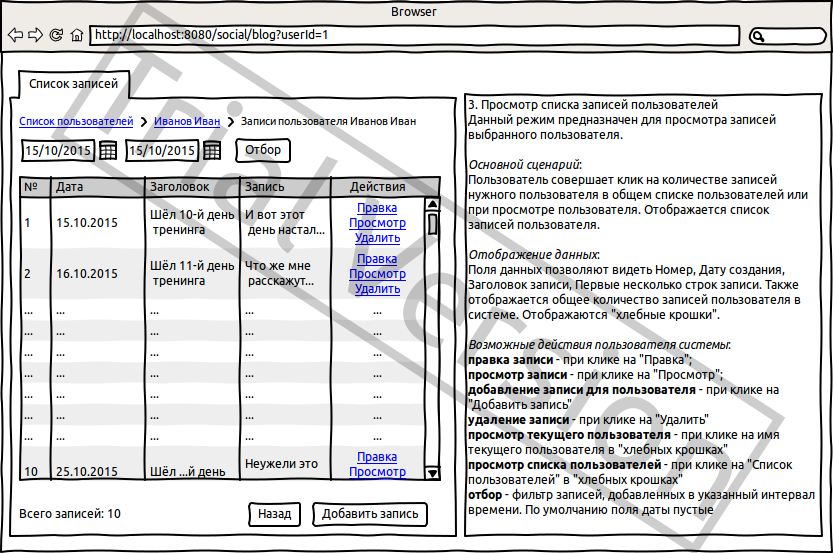 Browser
http://localhost:8080/social/blog?userId=1
Список записей
Список пользователей
Иванов Иван
Записи пользователя Иванов Иван
15/10/2015
15/10/2015
Отбор
№ Дата Заголовок Запись Действия
1 15.10.2015 Шёл 10-й день тренинга И вот этот день настал... Правка Просмотр Удалить
2 16.10.2015 Шёл 11-й день тренинга Что же мне расскажут... Правка Просмотр Удалить
... ... ... ... ...
... ... ... ... ...
... ... ... ... ...
... ... ... ... ...
... ... ... ... ...
... ... ... ... ...
... ... ... ... ...
10 25.10.2015 Шёл ...й день Неужели это Правка Просмотр
Всего записей: 10
Назад
Добавить запись
3. Просмотр списка записей пользователей
Данный режим предназначен для просмотра записей
выбранного пользователя.
Основной сценарий:
Пользователь совершает клик на количестве записей
нужного пользователя в общем списке пользователей или
при просмотре пользователя. Отображается список
записей пользователя.
Отображение данных:
Поля данных позволяют видеть Номер, Дату создания,
Заголовок записи, Первые несколько строк записи. Также
отображается общее количество записей пользователя в
системе. Отображаются "хлебные крошки".
Возможные действия пользователя системы:
правка записи - при клике на "Правка";
просмотр записи - при клике на "Просмотр";
добавление записи для пользователя - при клике на
"Добавить запись"
удаление записи - при клике на "Удалить"
просмотр текущего пользователя - при клике на имя
текущего пользователя в "хлебных крошках"
просмотр списка пользователей - при клике на "Список
пользователей" в "хлебных крошках"
отбор - фильтр записей, добавленных в указанный интервал
времени. По умолчанию поля даты пустые
Trial Version